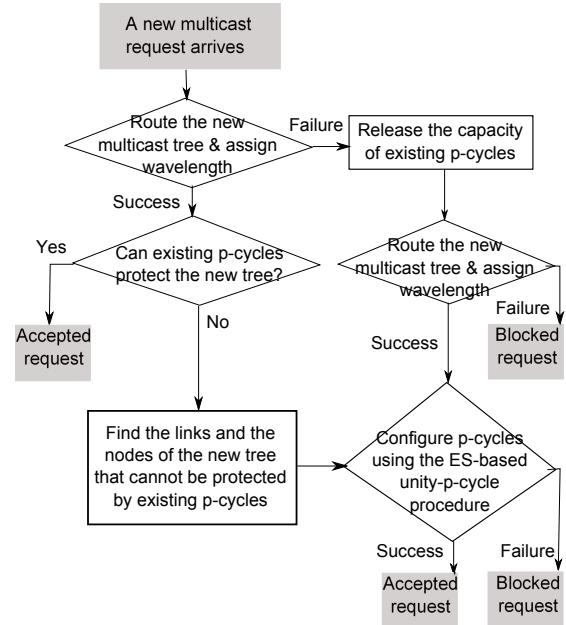 A new multicast
request arrives
Route the new
multicast tree & assign
wavelength
Failure
Release the capacity
of existing p-cycles
Success
Yes
Can existing p-cycles
protect the new tree?
Route the new
multicast tree & assign
wavelength
No
Failure
Accepted
request
Success
Blocked
request
Find the links and the
nodes of the new tree
that cannot be protected
by existing p-cycles
Configure p-cycles
using the ES-based
unity-p-cycle
procedure
Success
Failure
Accepted
request
Blocked
request